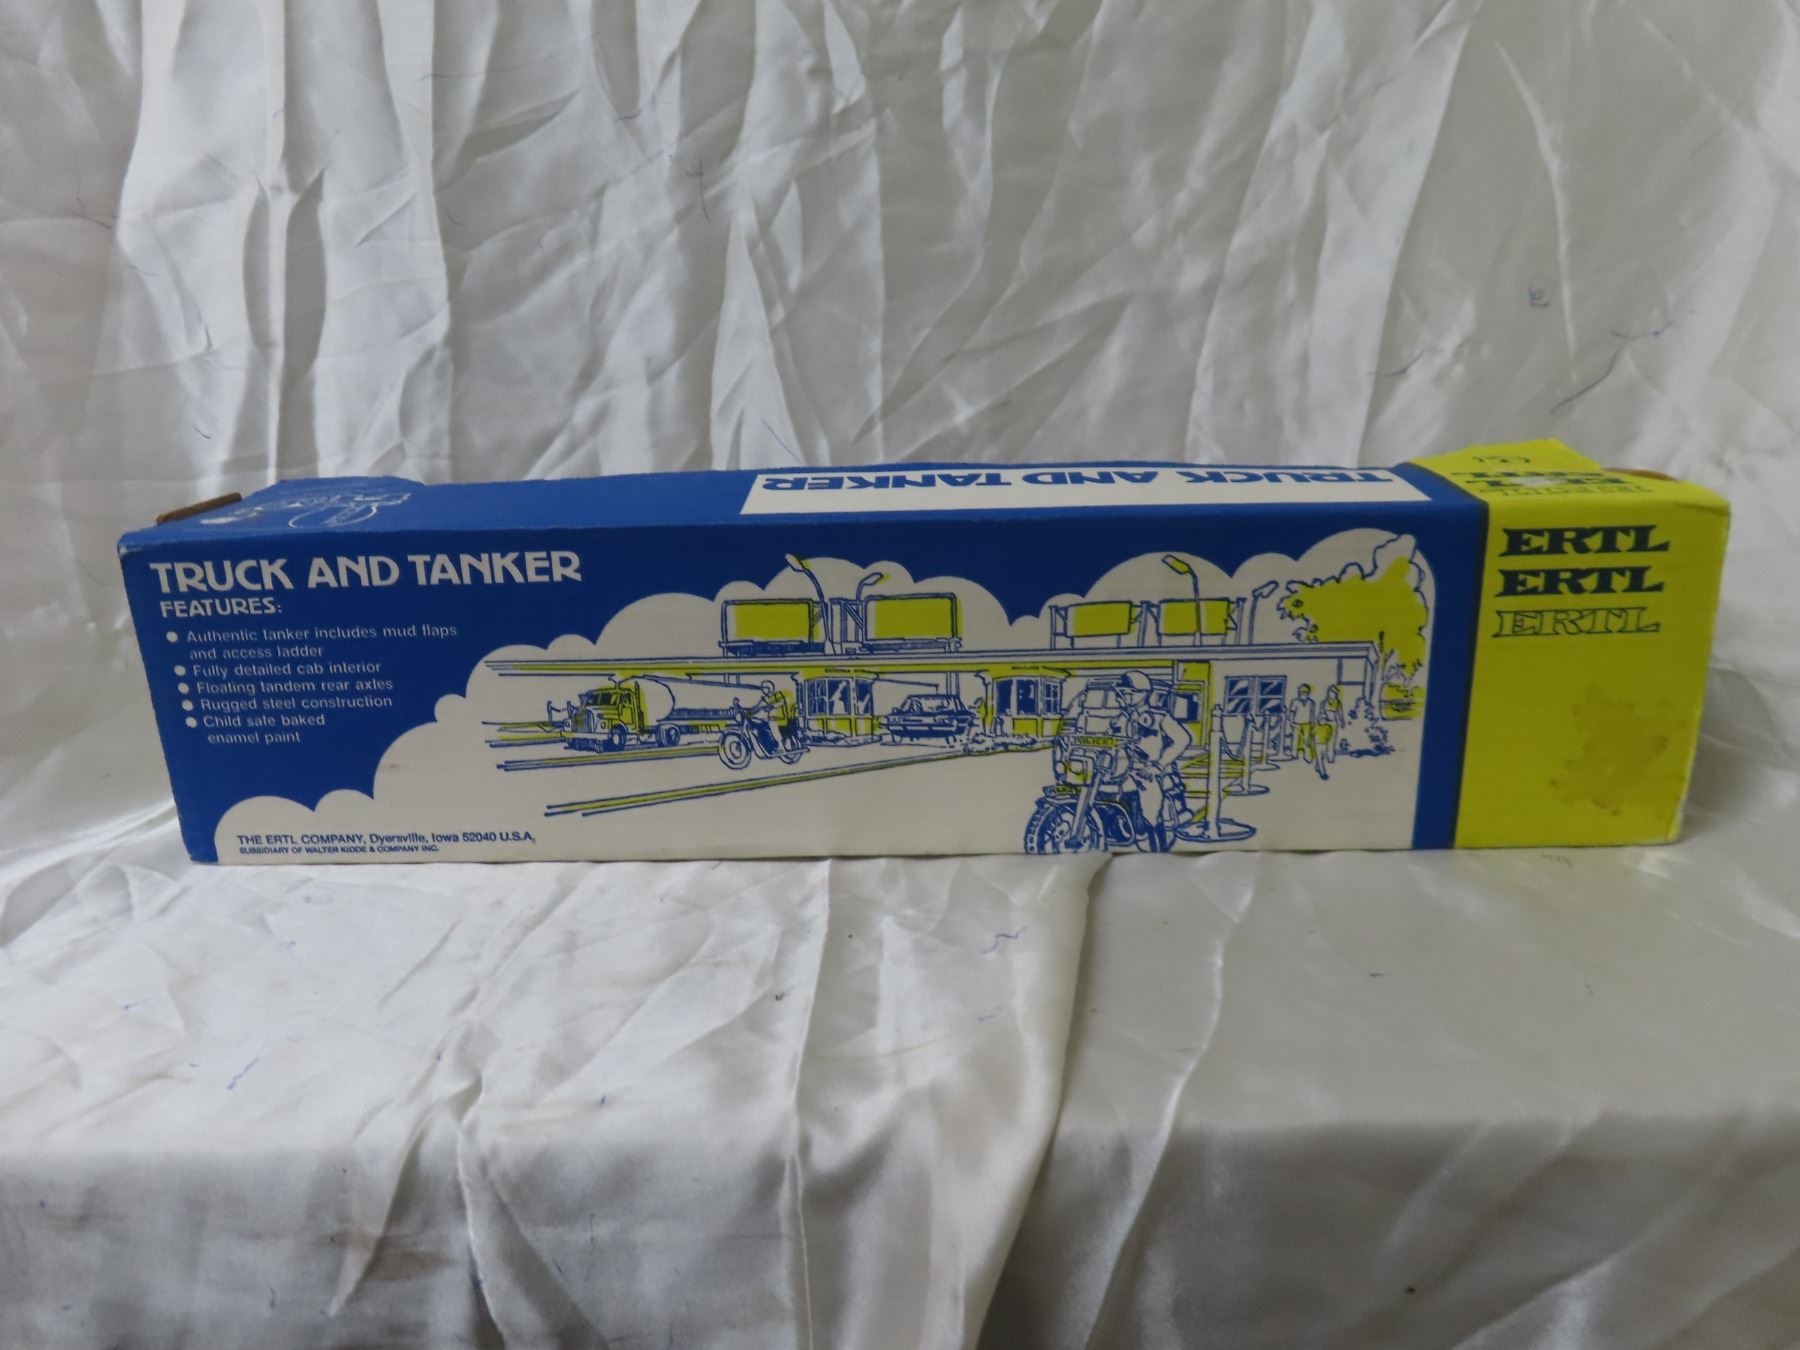 TRUCK AND TANKER
TRUCK AND TANKER
FEATURES:
● Authentic tanker includes mud flaps
and access ladder
● Fully detailed cab interior
● Floating tandem rear axles
● Rugged steel construction
● Child safe baked
enamel paint
POLICE
THE ERTL COMPANY, Dyersville, Iowa 52040 U.S.A.
SUBSIDIARY OF WALTER KIDDE & COMPANY INC.
ERTL
ERTL
ERTL